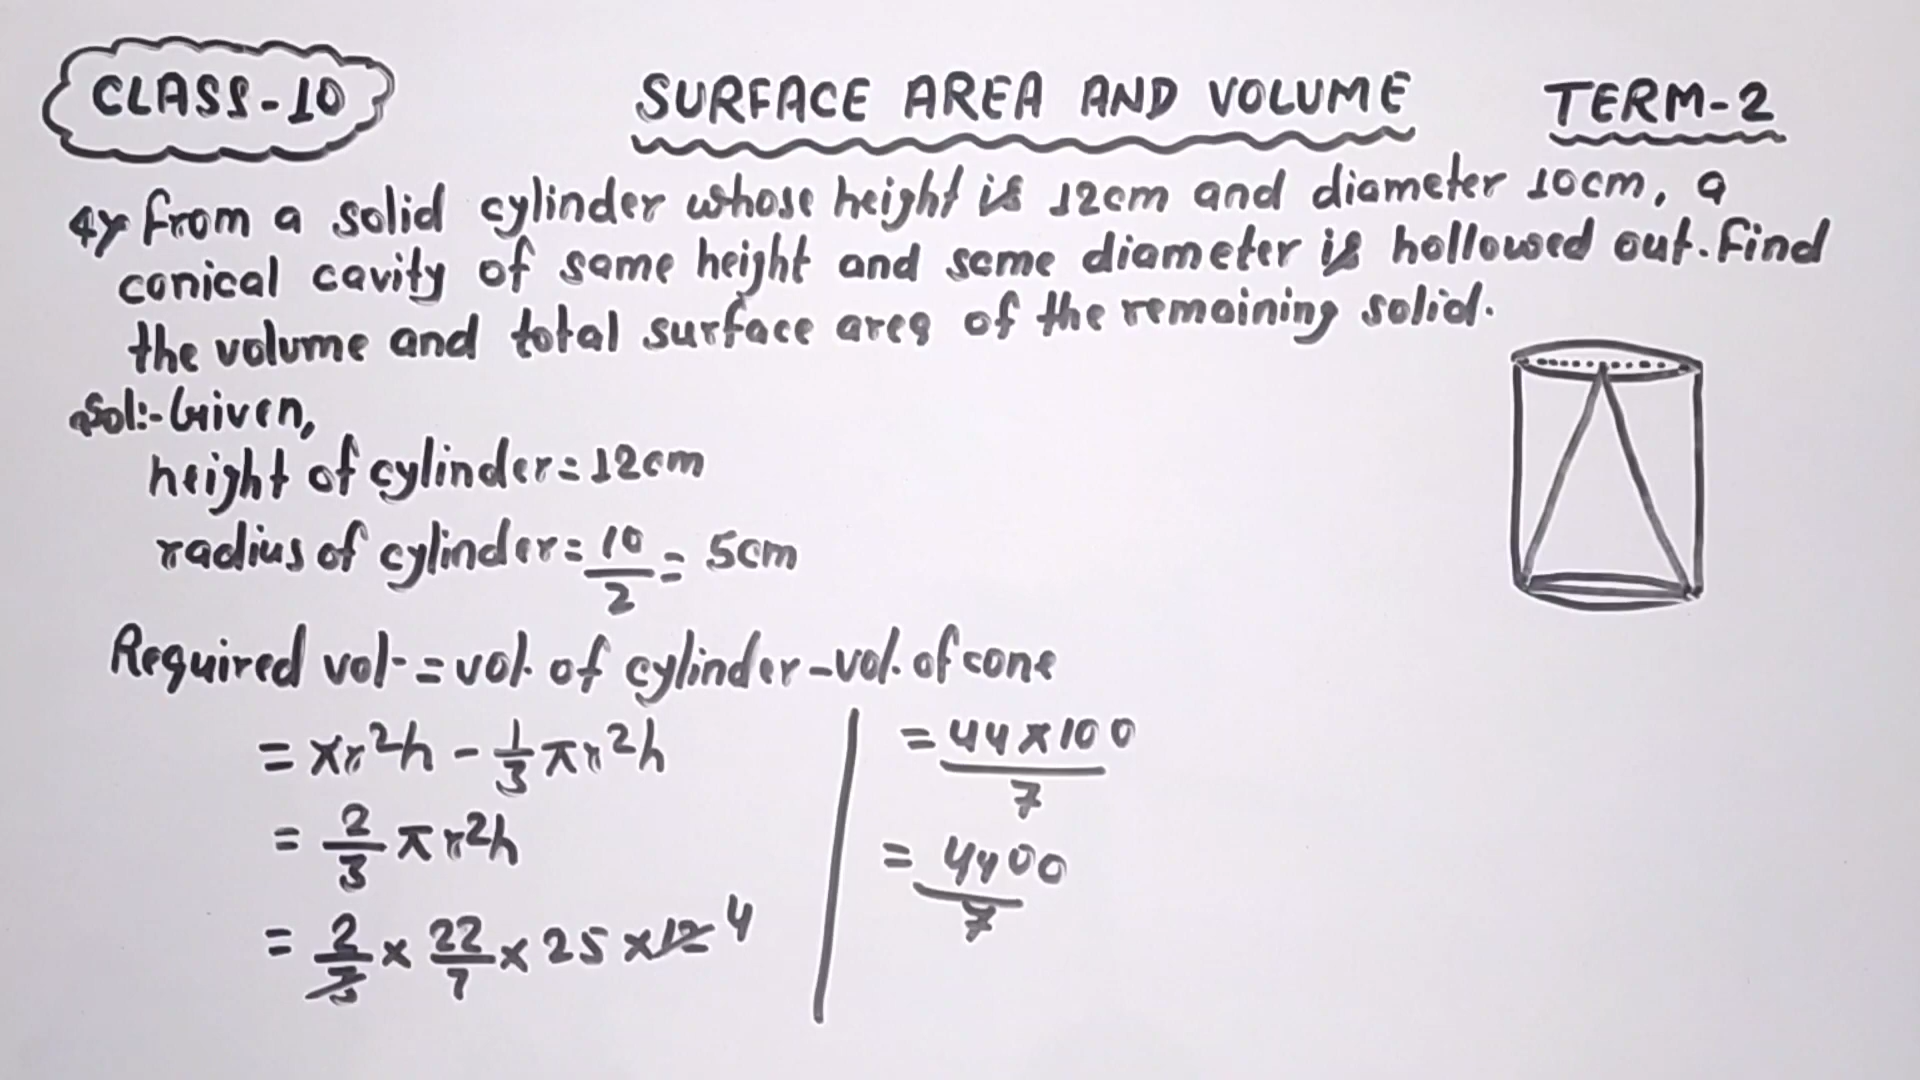 CLASS-10
SURFACE AREA AND VOLUME
TERM-2
4y from a solid cylinder whose height is 12cm and diameter 10cm, a
conical cavity of same height and same diameter is hollowed out. Find
the volume and total surface area of the remaining solid.
Sol:- Given,
height of cylinder = 12cm
radius of cylinder = 10/2 = 5cm
Required vol. = vol. of cylinder - vol. of cone
= πr²h - 1/3 πr²h
= 2/3 πr²h
= 2/3 × 22/7 × 25 × 12 4
= 44×100/7
= 4400/7